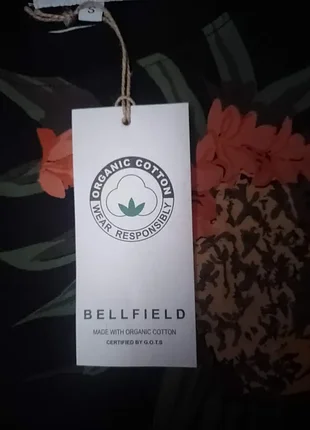 S
ORGANIC COTTON
WEAR RESPONSIBLY
BELLFIELD
MADE WITH ORGANIC COTTON
CERTIFIED BY G.O.T.S